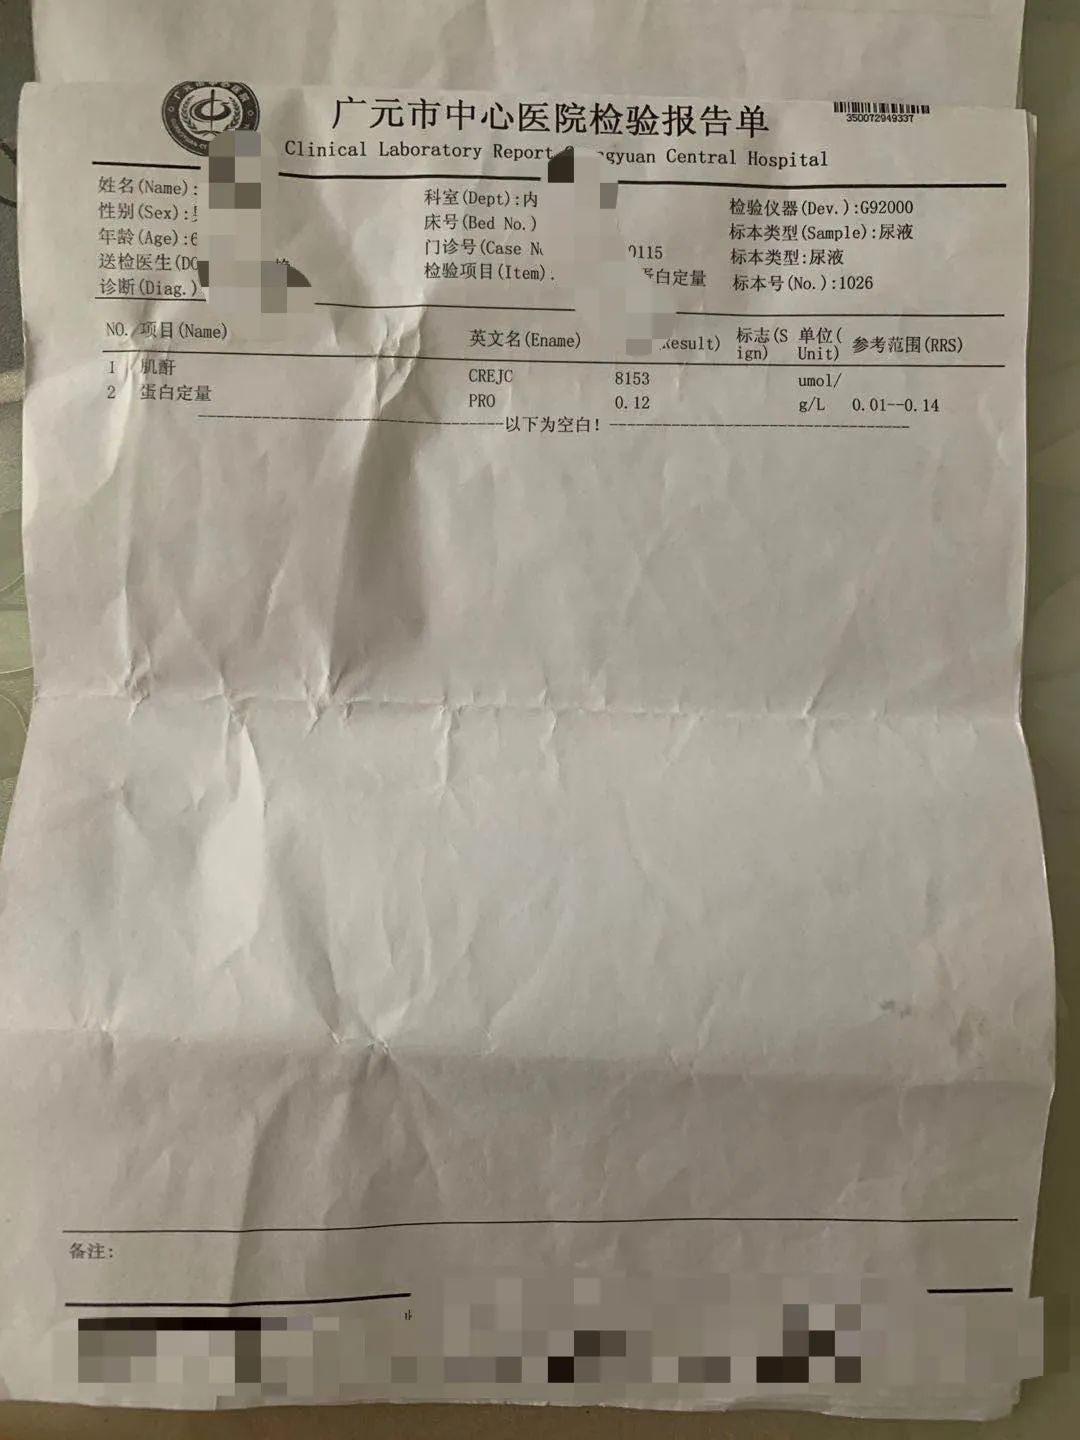 广元市中心医院检验报告单
350072949337
Clinical Laboratory Report gyuan Central Hospital
姓名(Name):
科室(Dept):内
检验仪器(Dev.):G92000
性别(Sex):
床号(Bed No.)
标本类型(Sample):尿液
年龄(Age):6
门诊号(Case No 0115
标本类型:尿液
送检医生(DO
检验项目(Item). 蛋白定量
标本号(No.):1026
诊断(Diag.)
NO. 项目(Name) 英文名(Ename) Result) 标志(Sign) 单位(Unit) 参考范围(RRS)
1 肌酐 CREJC 8153 umol/
2 蛋白定量 PRO 0.12 g/L 0.01--0.14
以下为空白!
备注: